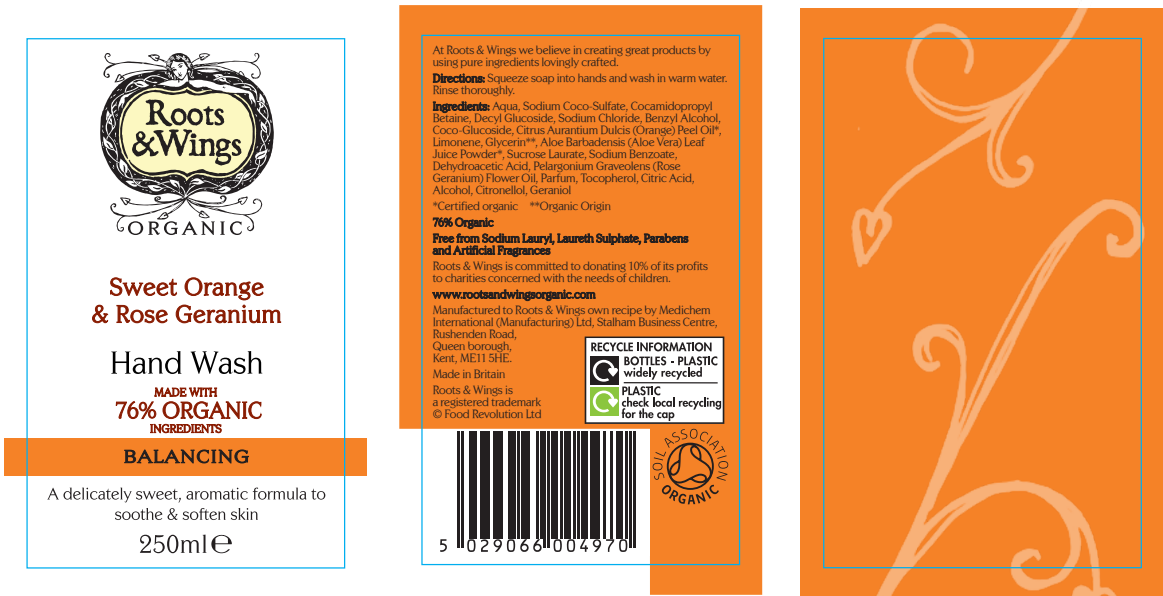 Roots
&Wings
ORGANIC
Sweet Orange
& Rose Geranium
Hand Wash
MADE WITH
76% ORGANIC
INGREDIENTS
BALANCING
A delicately sweet, aromatic formula to
soothe & soften skin
250ml℮
At Roots & Wings we believe in creating great products by
using pure ingredients lovingly crafted.
Directions: Squeeze soap into hands and wash in warm water.
Rinse thoroughly.
Ingredients: Aqua, Sodium Coco-Sulfate, Cocamidopropyl
Betaine, Decyl Glucoside, Sodium Chloride, Benzyl Alcohol,
Coco-Glucoside, Citrus Aurantium Dulcis (Orange) Peel Oil*,
Limonene, Glycerin**, Aloe Barbadensis (Aloe Vera) Leaf
Juice Powder*, Sucrose Laurate, Sodium Benzoate,
Dehydroacetic Acid, Pelargonium Graveolens (Rose
Geranium) Flower Oil, Parfum, Tocopherol, Citric Acid,
Alcohol, Citronellol, Geraniol
*Certified organic **Organic Origin
76% Organic
Free from Sodium Lauryl, Laureth Sulphate, Parabens
and Artificial Fragrances
Roots & Wings is committed to donating 10% of its profits
to charities concerned with the needs of children.
www.rootsandwingsorganic.com
Manufactured to Roots & Wings own recipe by Medichem
International (Manufacturing) Ltd, Stalham Business Centre,
Rushenden Road,
Queen borough,
Kent, ME11 5HE.
Made in Britain
Roots & Wings is
a registered trademark
© Food Revolution Ltd
RECYCLE INFORMATION
BOTTLES - PLASTIC
widely recycled
PLASTIC
check local recycling
for the cap
SOIL ASSOCIATION
ORGANIC
5 029066 004970